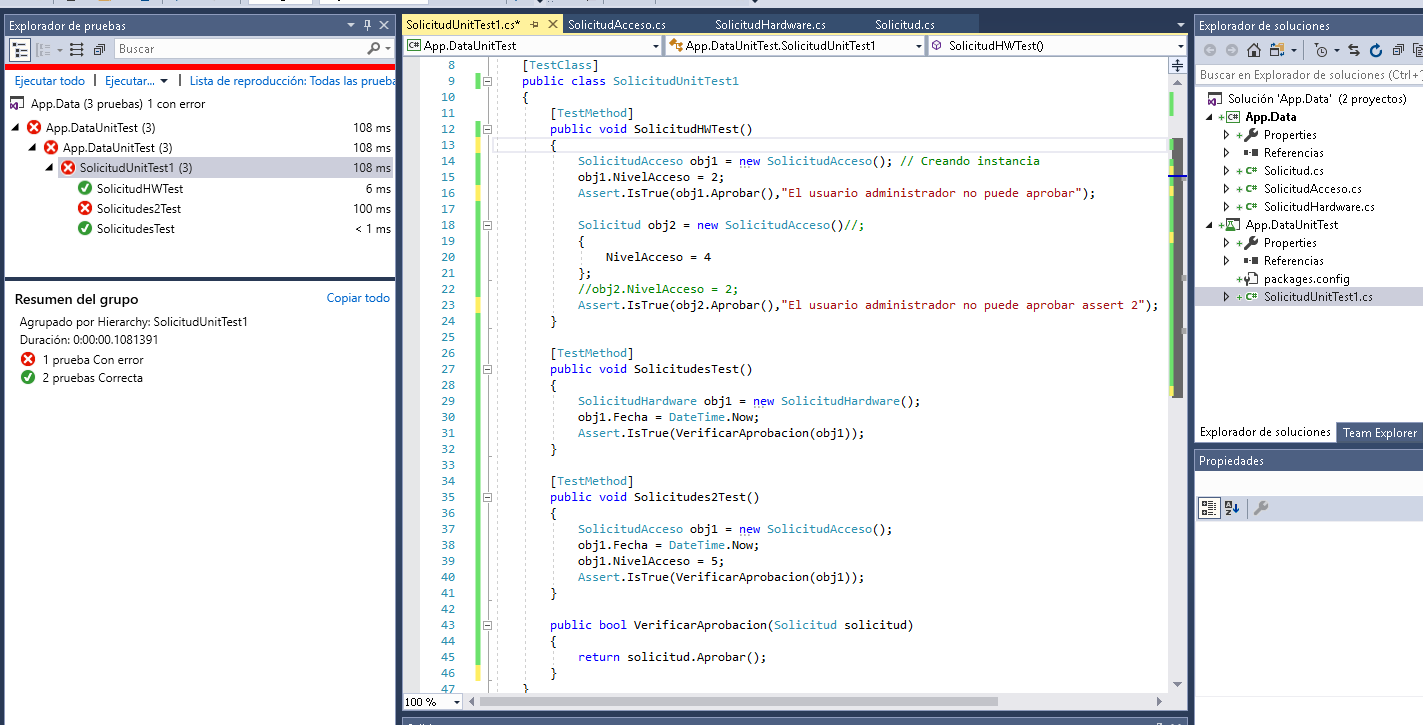 Explorador de pruebas
Buscar
Ejecutar todo | Ejecutar... | Lista de reproducción: Todas las prueba
App.Data (3 pruebas) 1 con error
App.DataUnitTest (3) 108 ms
App.DataUnitTest (3) 108 ms
SolicitudUnitTest1 (3) 108 ms
SolicitudHWTest 6 ms
Solicitudes2Test 100 ms
SolicitudesTest < 1 ms
Resumen del grupo Copiar todo
Agrupado por Hierarchy: SolicitudUnitTest1
Duración: 0:00:00.1081391
1 prueba Con error
2 pruebas Correcta
SolicitudUnitTest1.cs* SolicitudAcceso.cs SolicitudHardware.cs Solicitud.cs
App.DataUnitTest App.DataUnitTest.SolicitudUnitTest1 SolicitudHWTest()
8 [TestClass]
9 public class SolicitudUnitTest1
10 {
11 [TestMethod]
12 public void SolicitudHWTest()
13 {
14 SolicitudAcceso obj1 = new SolicitudAcceso(); // Creando instancia
15 obj1.NivelAcceso = 2;
16 Assert.IsTrue(obj1.Aprobar(),"El usuario administrador no puede aprobar");
17
18 Solicitud obj2 = new SolicitudAcceso()//;
19 {
20 NivelAcceso = 4
21 };
22 //obj2.NivelAcceso = 2;
23 Assert.IsTrue(obj2.Aprobar(),"El usuario administrador no puede aprobar assert 2");
24 }
25
26 [TestMethod]
27 public void SolicitudesTest()
28 {
29 SolicitudHardware obj1 = new SolicitudHardware();
30 obj1.Fecha = DateTime.Now;
31 Assert.IsTrue(VerificarAprobacion(obj1));
32 }
33
34 [TestMethod]
35 public void Solicitudes2Test()
36 {
37 SolicitudAcceso obj1 = new SolicitudAcceso();
38 obj1.Fecha = DateTime.Now;
39 obj1.NivelAcceso = 5;
40 Assert.IsTrue(VerificarAprobacion(obj1));
41 }
42
43 public bool VerificarAprobacion(Solicitud solicitud)
44 {
45 return solicitud.Aprobar();
46 }
47 }
100 %
Explorador de soluciones
Buscar en Explorador de soluciones (Ctrl+
Solución 'App.Data' (2 proyectos)
App.Data
Properties
Referencias
Solicitud.cs
SolicitudAcceso.cs
SolicitudHardware.cs
App.DataUnitTest
Properties
Referencias
packages.config
SolicitudUnitTest1.cs
Explorador de soluciones Team Explorer
Propiedades